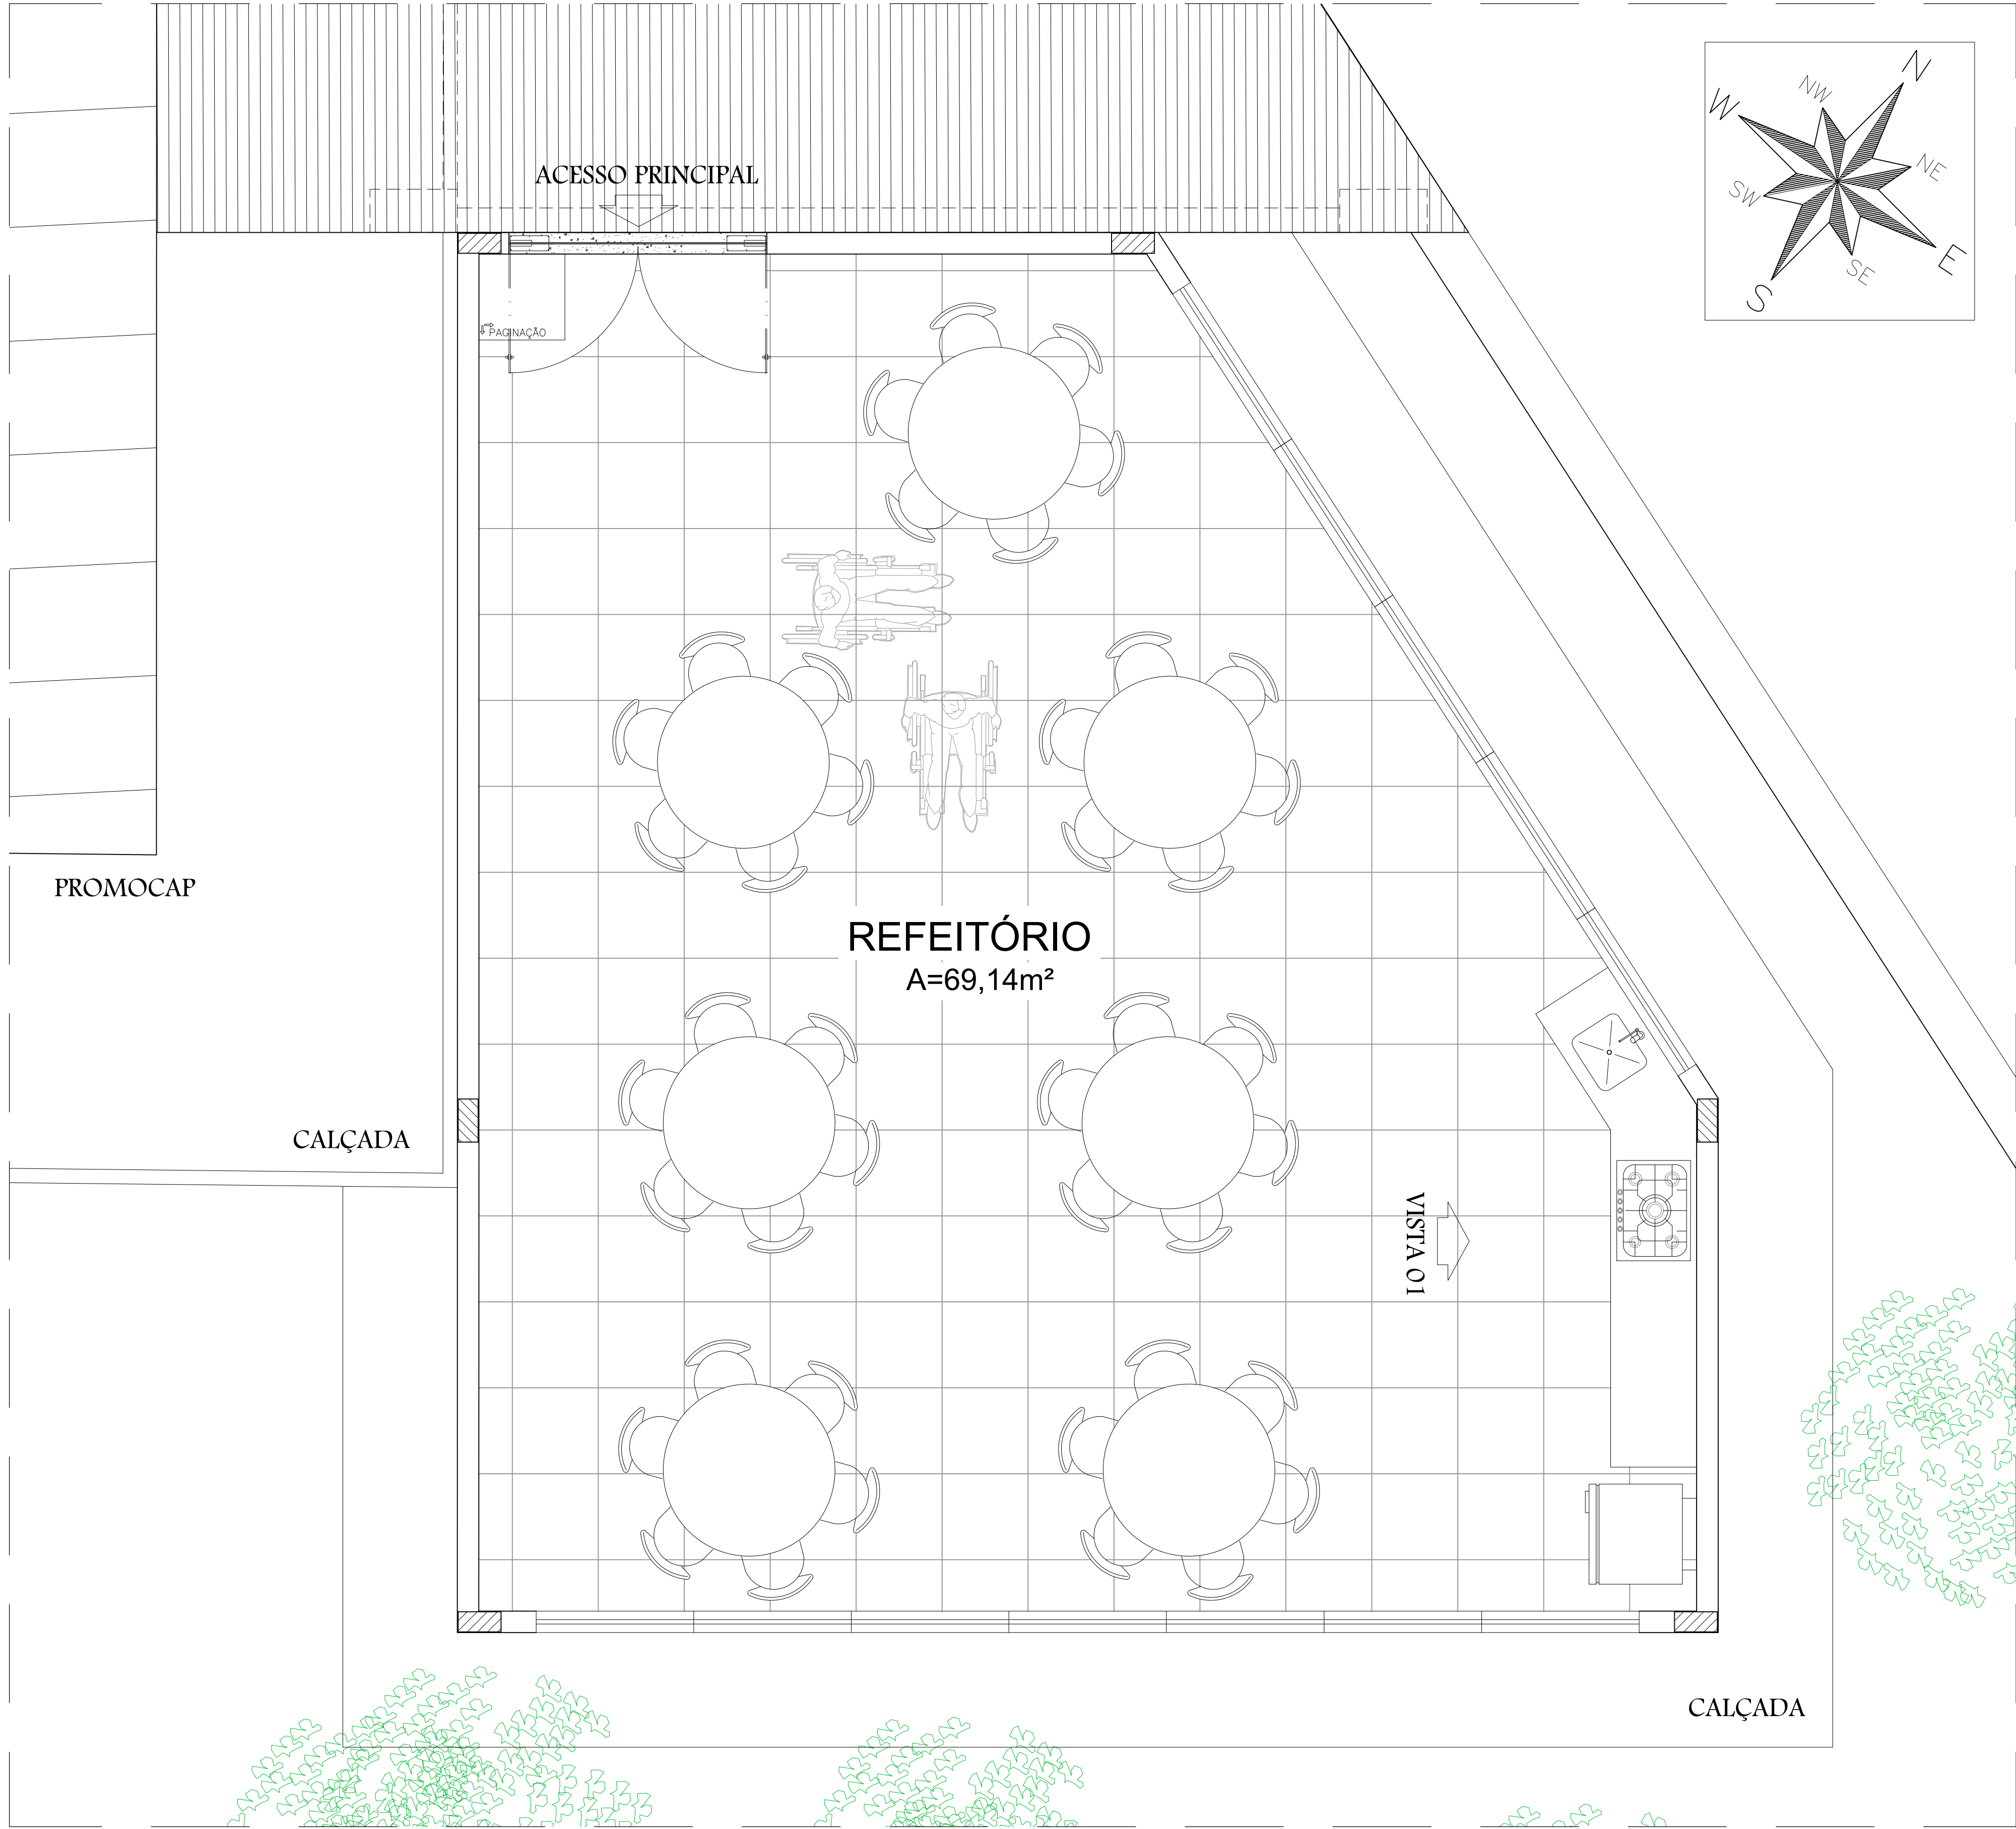 N
NW
W
NE
SW
SE
E
S
ACESSO PRINCIPAL
PAGINAÇÃO
PROMOCAP
REFEITÓRIO
A=69,14m²
CALÇADA
VISTA 01
CALÇADA